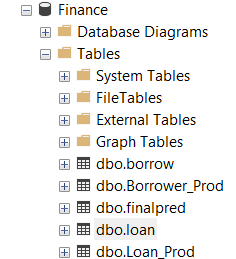 Finance
Database Diagrams
Tables
System Tables
FileTables
External Tables
Graph Tables
dbo.borrow
dbo.Borrower_Prod
dbo.finalpred
dbo.loan
dbo.Loan_Prod